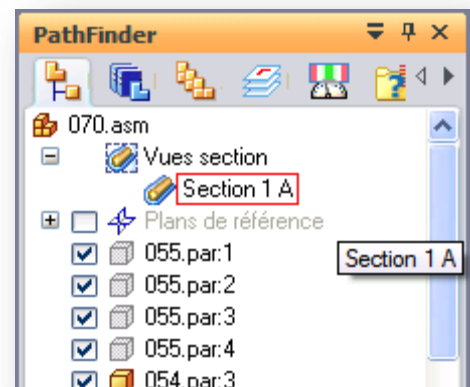 PathFinder
070.asm
Vues section
Section 1 A
Plans de référence
055.par:1
Section 1 A
055.par:2
055.par:3
055.par:4
054.par:3